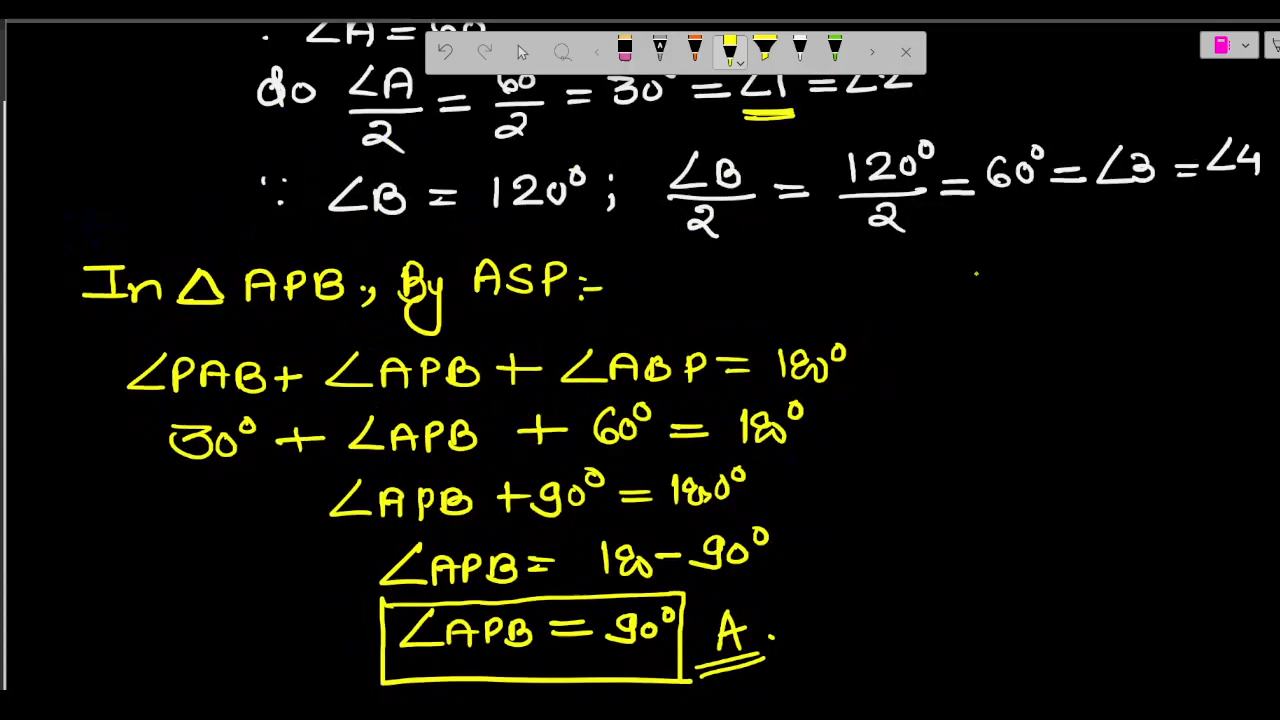 ∴ ∠A = 60
So ∠A/2 = 60/2 = 30° = ∠1 = ∠2
∵ ∠B = 120° ; ∠B/2 = 120°/2 = 60° = ∠3 = ∠4
In △ APB, By ASP:-
∠PAB + ∠APB + ∠ABP = 180°
30° + ∠APB + 60° = 180°
∠APB + 90° = 180°
∠APB = 180 - 90°
∠APB = 90° A.